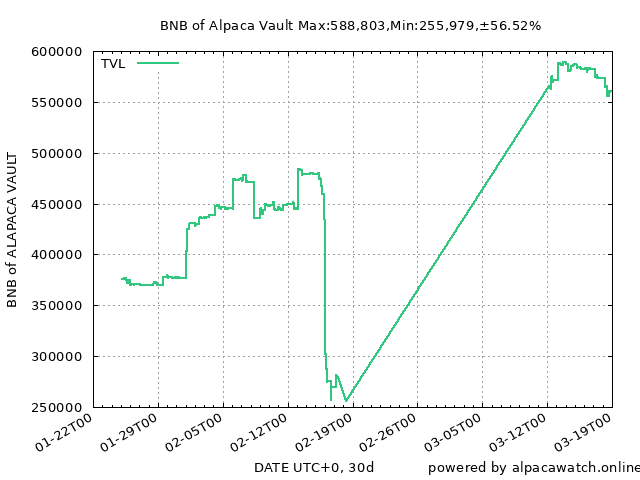 BNB of Alpaca Vault Max:588,803,Min:255,979,±56.52%
TVL
600000
550000
500000
450000
400000
350000
300000
250000
BNB of ALAPACA VAULT
01-22T00
01-29T00
02-05T00
02-12T00
02-19T00
02-26T00
03-05T00
03-12T00
03-19T00
DATE UTC+0, 30d
powered by alpacawatch.online